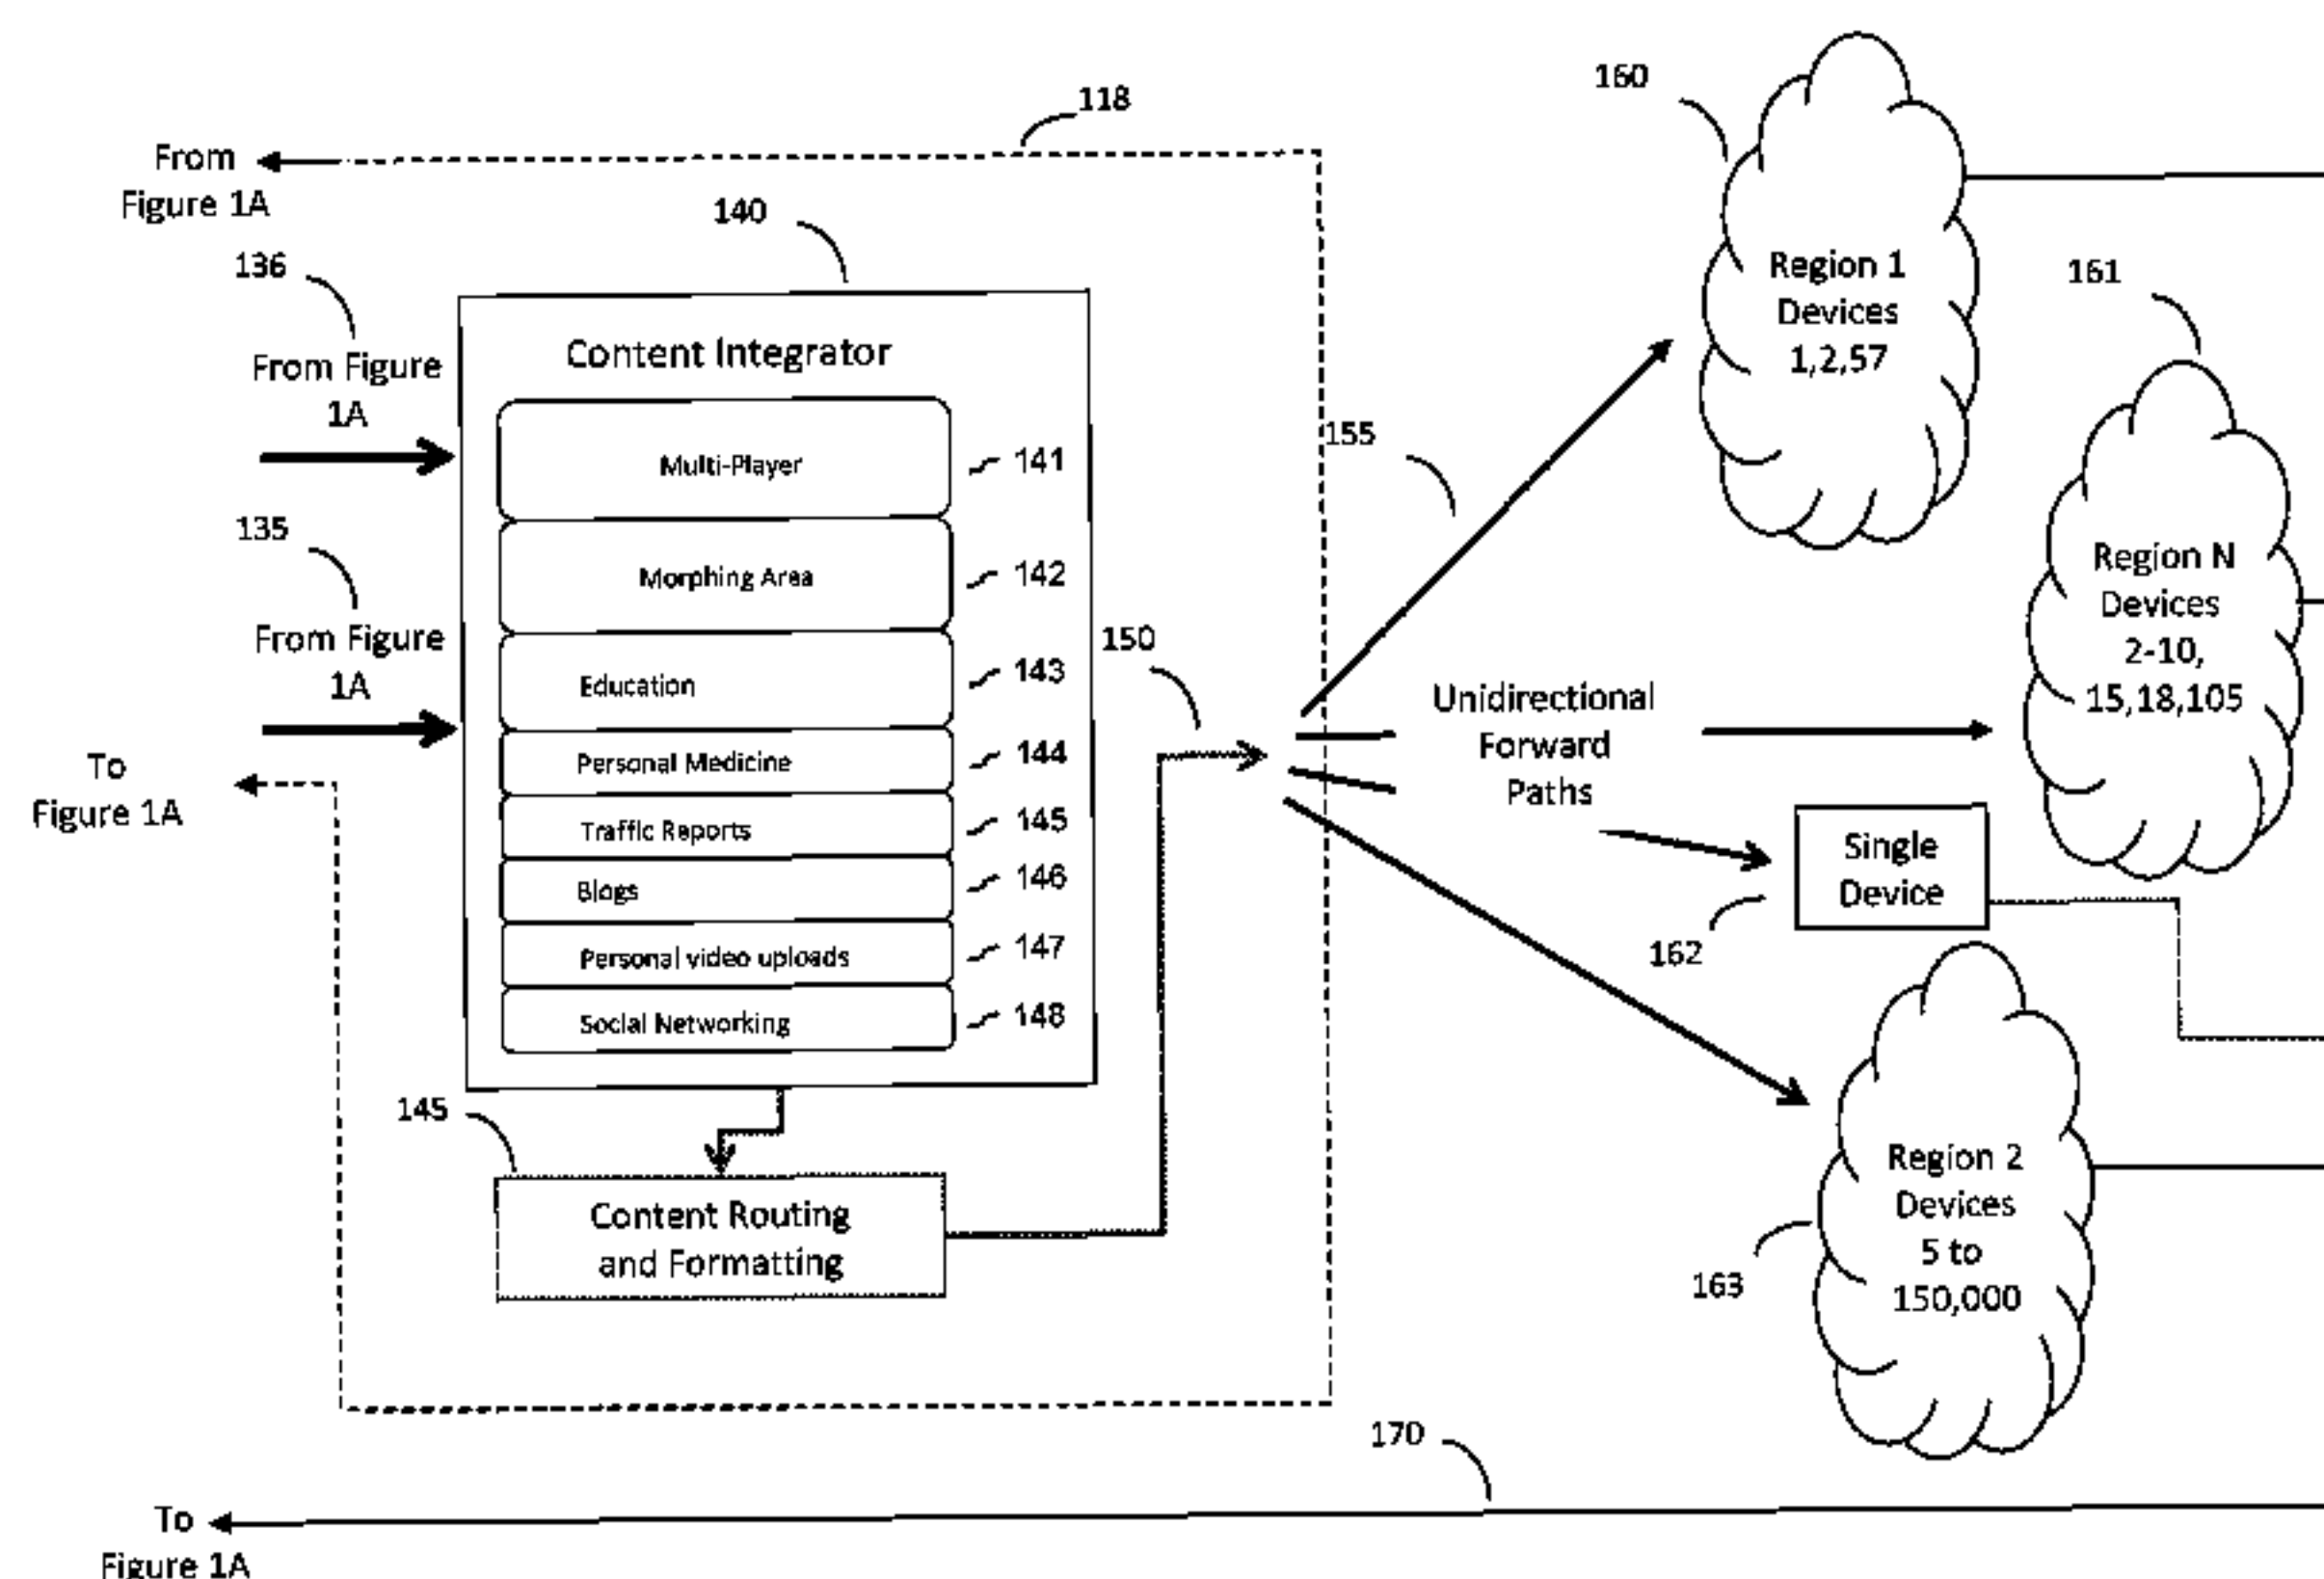 118
From
Figure 1A
140
136
From Figure
1A
135
From Figure
1A
To
Figure 1A
Content Integrator
Multi-Player
141
Morphing Area
142
Education
143
Personal Medicine
144
Traffic Reports
145
Blogs
146
Personal video uploads
147
Social Networking
148
145
Content Routing
and Formatting
150
155
Unidirectional
Forward
Paths
160
Region 1
Devices
1,2,57
161
Region N
Devices
2-10,
15,18,105
Single
Device
162
Region 2
Devices
5 to
150,000
163
170
To
Figure 1A